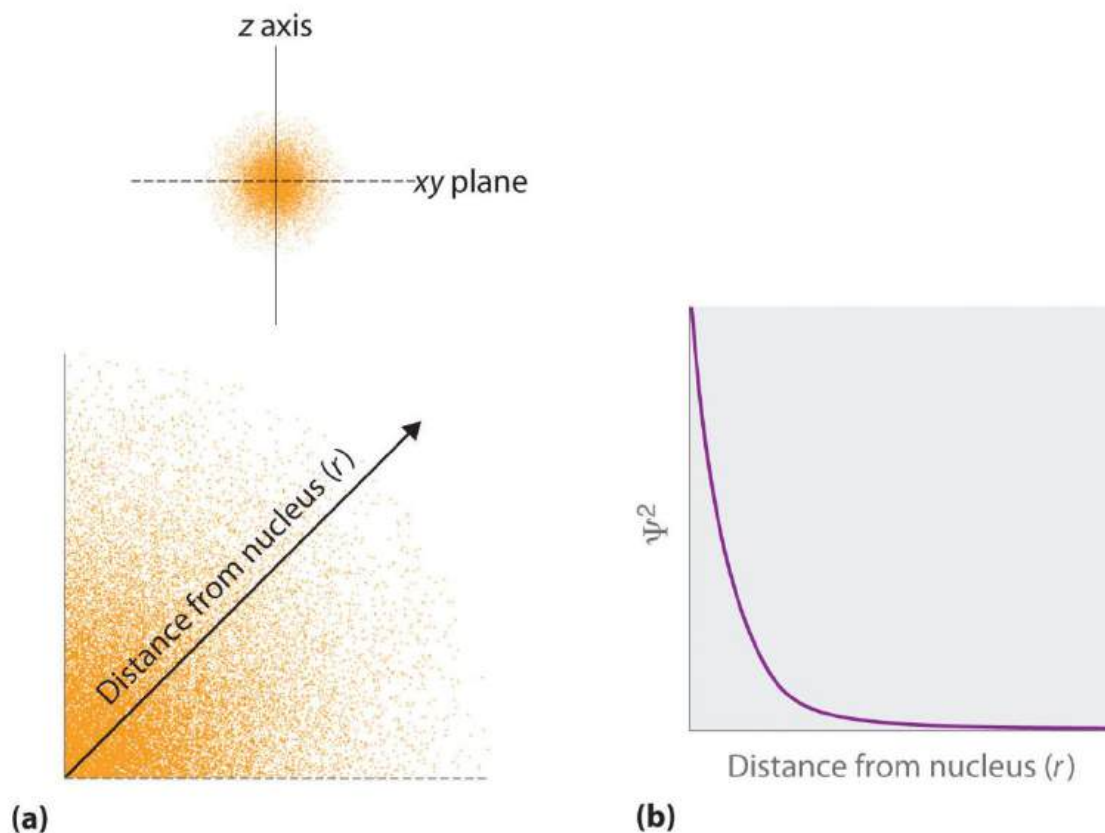 z axis
xy plane
Distance from nucleus (r)
Ψ²
Distance from nucleus (r)
(a)
(b)